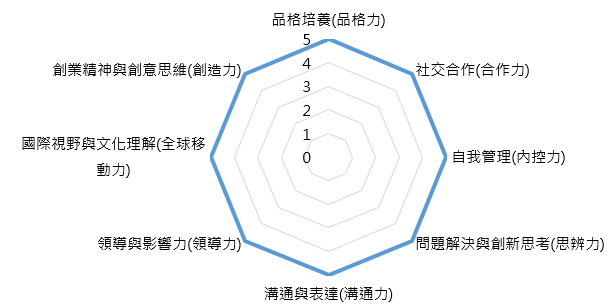 品格培養(品格力)
5
創業精神與創意思維(創造力)
社交合作(合作力)
4
3
2
國際視野與文化理解(全球移
動力)
1
0
自我管理(內控力)
領導與影響力(領導力)
問題解決與創新思考(思辨力)
溝通與表達(溝通力)